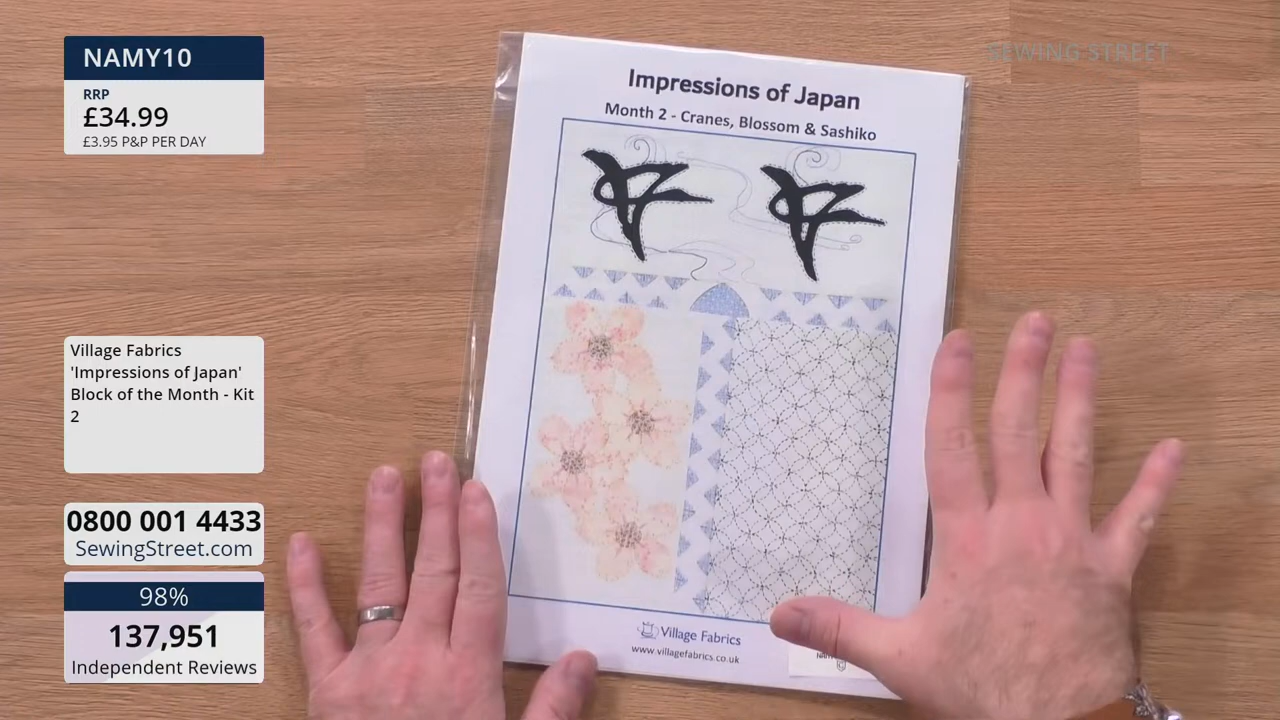 NAMY10
RRP
£34.99
£3.95 P&P PER DAY
Village Fabrics
'Impressions of Japan'
Block of the Month - Kit
2
0800 001 4433
SewingStreet.com
98%
137,951
Independent Reviews
SEWING STREET
Impressions of Japan
Month 2 - Cranes, Blossom & Sashiko
Village Fabrics
www.villagefabrics.co.uk